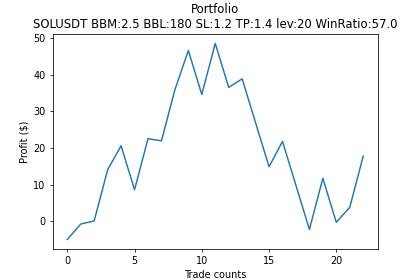 Portfolio
SOLUSDT BBM:2.5 BBL:180 SL:1.2 TP:1.4 lev:20 WinRatio:57.0
50
40
30
20
10
0
Profit ($)
0 5 10 15 20
Trade counts